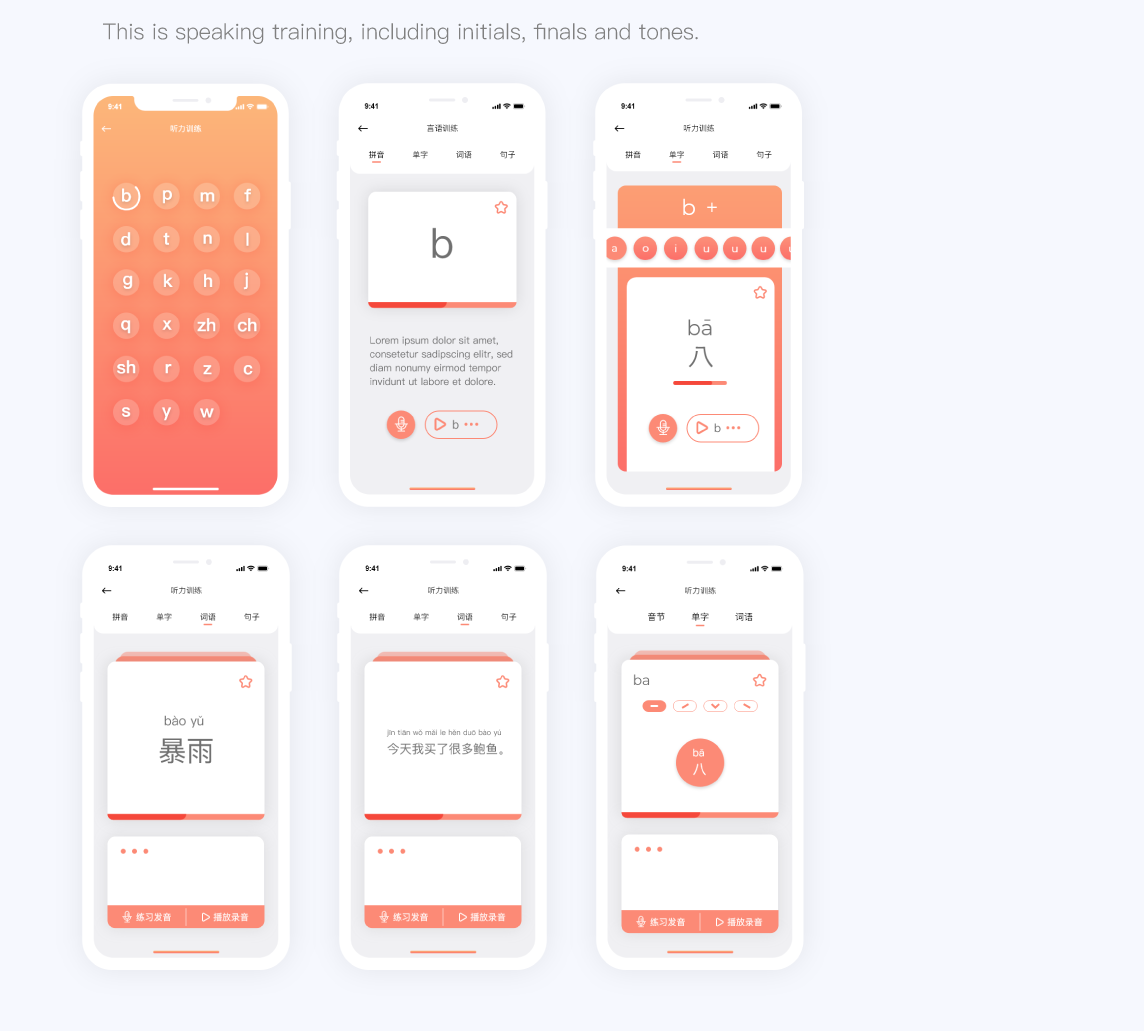 This is speaking training, including initials, finals and tones.
9:41
听力训练
b p m f
d t n l
g k h j
q x zh ch
sh r z c
s y w
9:41
言语训练
拼音 单字 词语 句子
b
Lorem ipsum dolor sit amet,
consetetur sadipscing elitr, sed
diam nonumy eirmod tempor
invidunt ut labore et dolore.
b
9:41
听力训练
拼音 单字 词语 句子
b +
a o i u u u u
bā
八
b
9:41
听力训练
拼音 单字 词语 句子
bào yǔ
暴雨
练习发音 播放录音
9:41
听力训练
拼音 单字 词语 句子
jīn tiān wǒ mǎi le hěn duō bào yú
今天我买了很多鲍鱼。
练习发音 播放录音
9:41
听力训练
音节 单字 词语
ba
bā
八
练习发音 播放录音